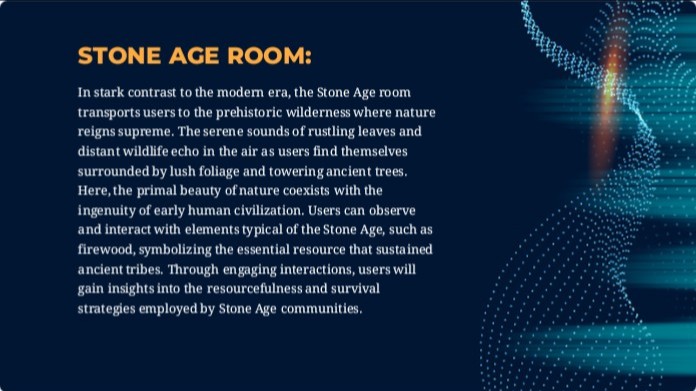 STONE AGE ROOM:
In stark contrast to the modern era, the Stone Age room
transports users to the prehistoric wilderness where nature
reigns supreme. The serene sounds of rustling leaves and
distant wildlife echo in the air as users find themselves
surrounded by lush foliage and towering ancient trees.
Here, the primal beauty of nature coexists with the
ingenuity of early human civilization. Users can observe
and interact with elements typical of the Stone Age, such as
firewood, symbolizing the essential resource that sustained
ancient tribes. Through engaging interactions, users will
gain insights into the resourcefulness and survival
strategies employed by Stone Age communities.